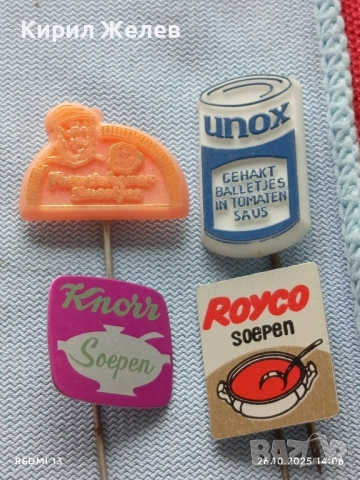 Кирил Желев
unox
GEHAKT
BALLETJES
IN TOMATEN
SAUS
Knorr
Soepen
ROYCO
SOEPEN
REDMI 13
26.10.2025 14:06
bazar